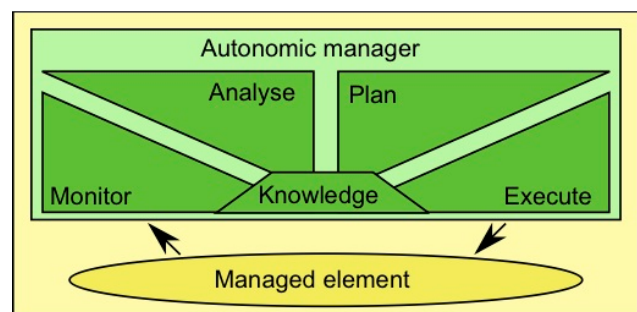 Autonomic manager
Analyse
Plan
Monitor
Knowledge
Execute
Managed element